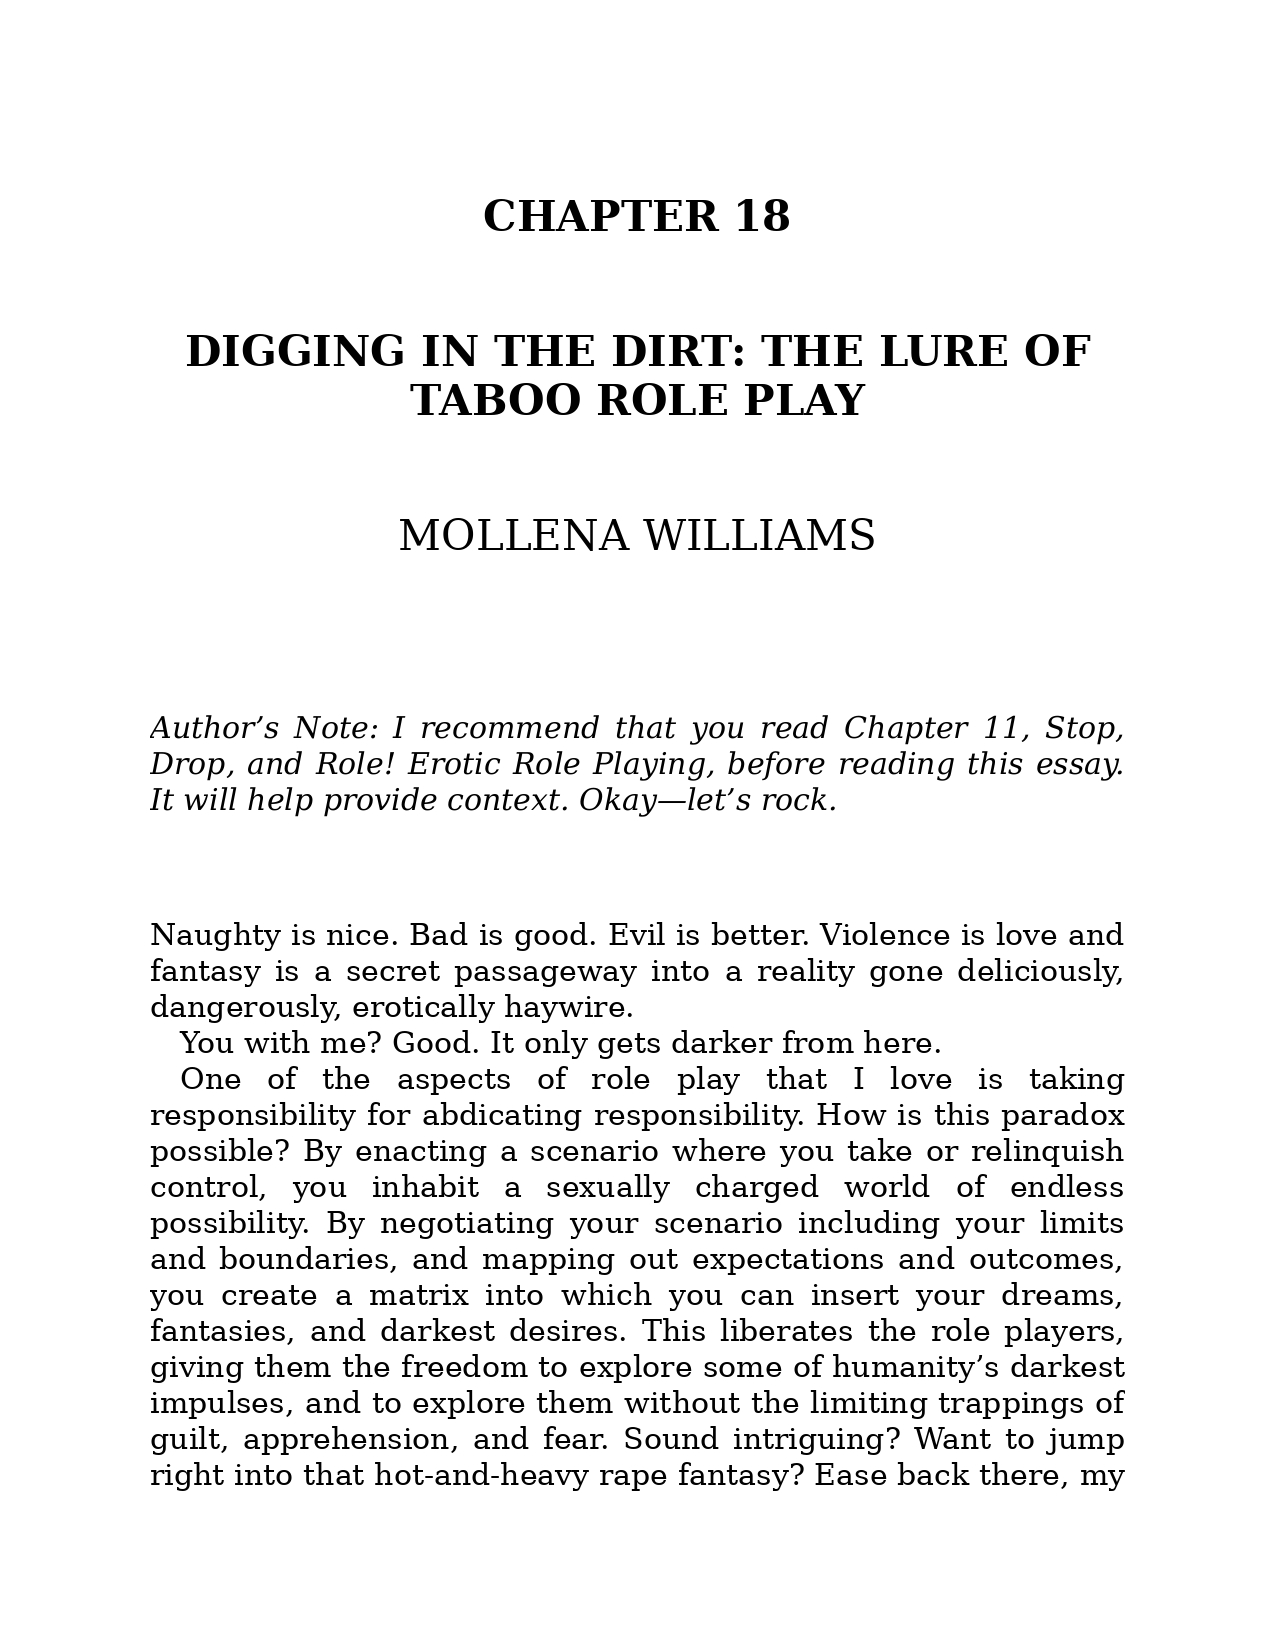 CHAPTER 18
DIGGING IN THE DIRT: THE LURE OF
TABOO ROLE PLAY
MOLLENA WILLIAMS
Author’s Note: I recommend that you read Chapter 11, Stop,
Drop, and Role! Erotic Role Playing, before reading this essay.
It will help provide context. Okay—let’s rock.
Naughty is nice. Bad is good. Evil is better. Violence is love and
fantasy is a secret passageway into a reality gone deliciously,
dangerously, erotically haywire.
You with me? Good. It only gets darker from here.
One of the aspects of role play that I love is taking
responsibility for abdicating responsibility. How is this paradox
possible? By enacting a scenario where you take or relinquish
control, you inhabit a sexually charged world of endless
possibility. By negotiating your scenario including your limits
and boundaries, and mapping out expectations and outcomes,
you create a matrix into which you can insert your dreams,
fantasies, and darkest desires. This liberates the role players,
giving them the freedom to explore some of humanity’s darkest
impulses, and to explore them without the limiting trappings of
guilt, apprehension, and fear. Sound intriguing? Want to jump
right into that hot-and-heavy rape fantasy? Ease back there, my